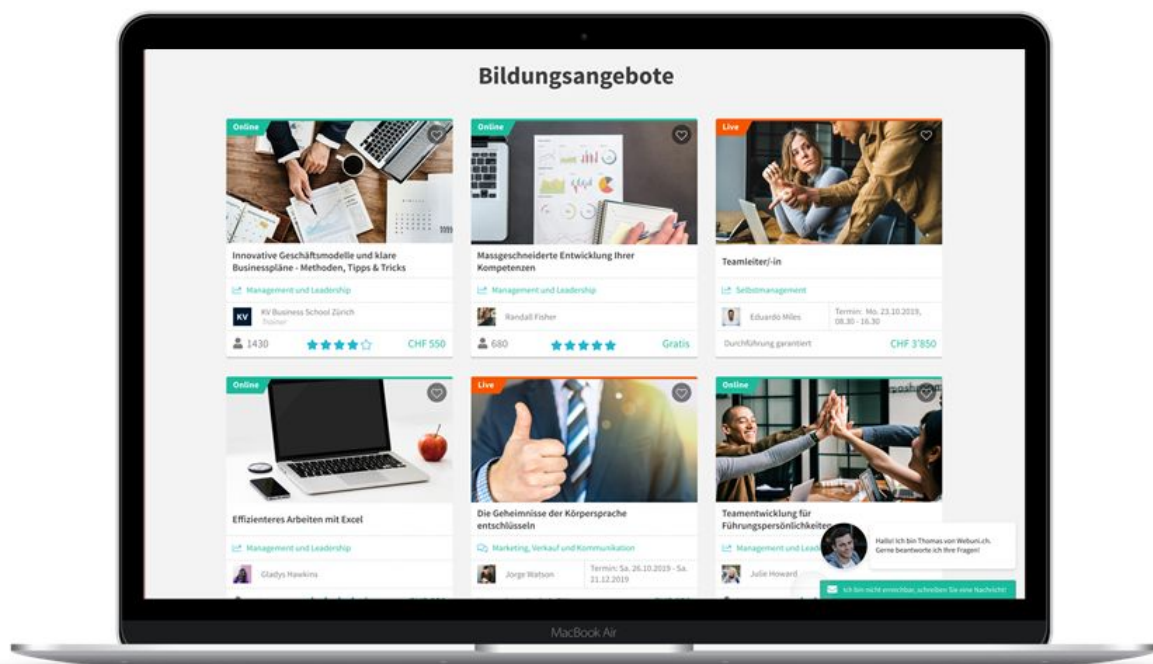 Bildungsangebote
Online
Online
Live
Innovative Geschäftsmodelle und klare
Businesspläne - Methoden, Tipps & Tricks
Massgeschneiderte Entwicklung Ihrer
Kompetenzen
Teamleiter/-in
Management und Leadership
Management und Leadership
Selbstmanagement
KV
KV Business School Zürich
Trainer
Randall Fisher
Eduardo Miles
Termin: Mo. 23.10.2019,
08.30 - 16.30
1430
CHF 550
680
Gratis
Durchführung garantiert
CHF 3'850
Online
Live
Online
Effizienteres Arbeiten mit Excel
Die Geheimnisse der Körpersprache
entschlüsseln
Teamentwicklung für
Führungspersönlichkeiten
Management und Leadership
Marketing, Verkauf und Kommunikation
Management und Lead
Gladys Hawkins
Jorge Watson
Termin: Sa. 26.10.2019 - Sa.
21.12.2019
Julie Howard
Hallo! Ich bin Thomas von Webuni.ch.
Gerne beantworte ich Ihre Fragen!
Ich bin nicht erreichbar, schreiben Sie eine Nachricht!
MacBook Air